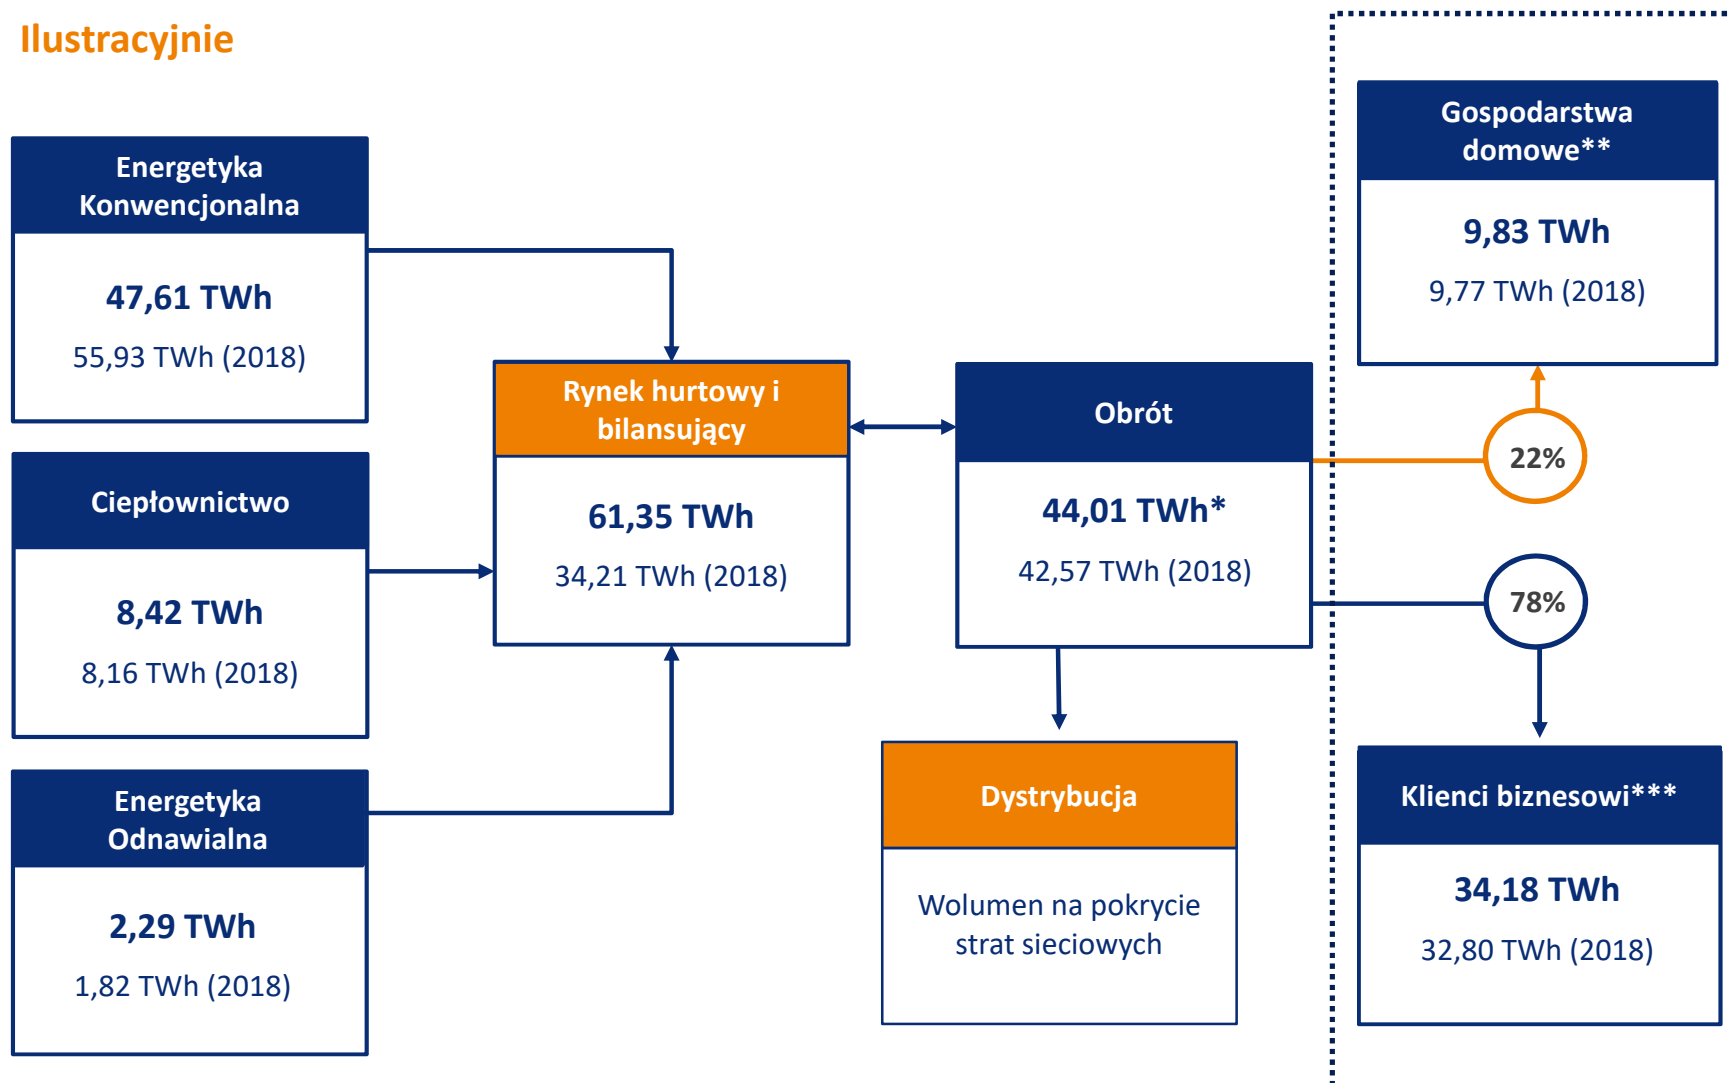 Ilustracyjnie
Energetyka
Konwencjonalna
47,61 TWh
55,93 TWh (2018)
Ciepłownictwo
8,42 TWh
8,16 TWh (2018)
Energetyka
Odnawialna
2,29 TWh
1,82 TWh (2018)
Rynek hurtowy i
bilansujący
61,35 TWh
34,21 TWh (2018)
Obrót
44,01 TWh*
42,57 TWh (2018)
Dystrybucja
Wolumen na pokrycie
strat sieciowych
Gospodarstwa
domowe**
9,83 TWh
9,77 TWh (2018)
22%
78%
Klienci biznesowi***
34,18 TWh
32,80 TWh (2018)